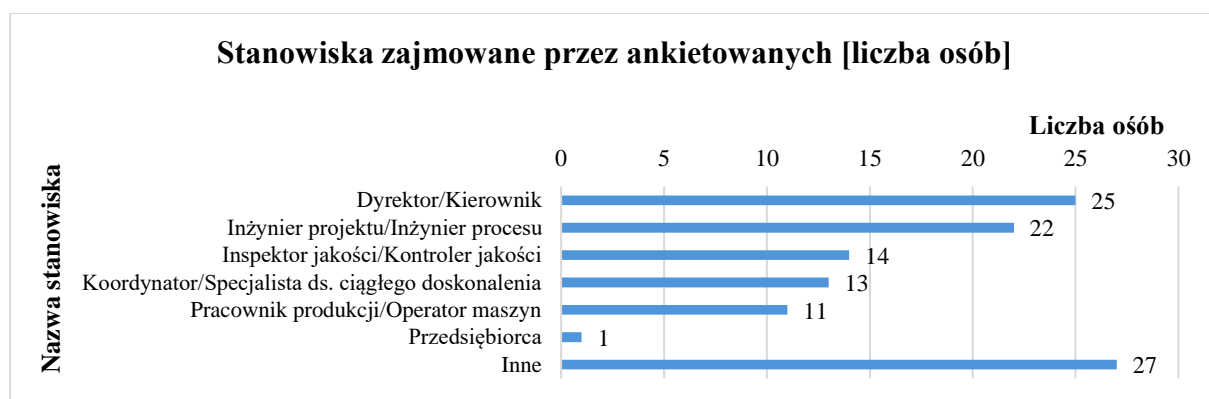 Stanowiska zajmowane przez ankietowanych [liczba osób]
Liczba ośób
0 5 10 15 20 25 30
Nazwa stanowiska
Dyrektor/Kierownik 25
Inżynier projektu/Inżynier procesu 22
Inspektor jakości/Kontroler jakości 14
Koordynator/Specjalista ds. ciągłego doskonalenia 13
Pracownik produkcji/Operator maszyn 11
Przedsiębiorca 1
Inne 27